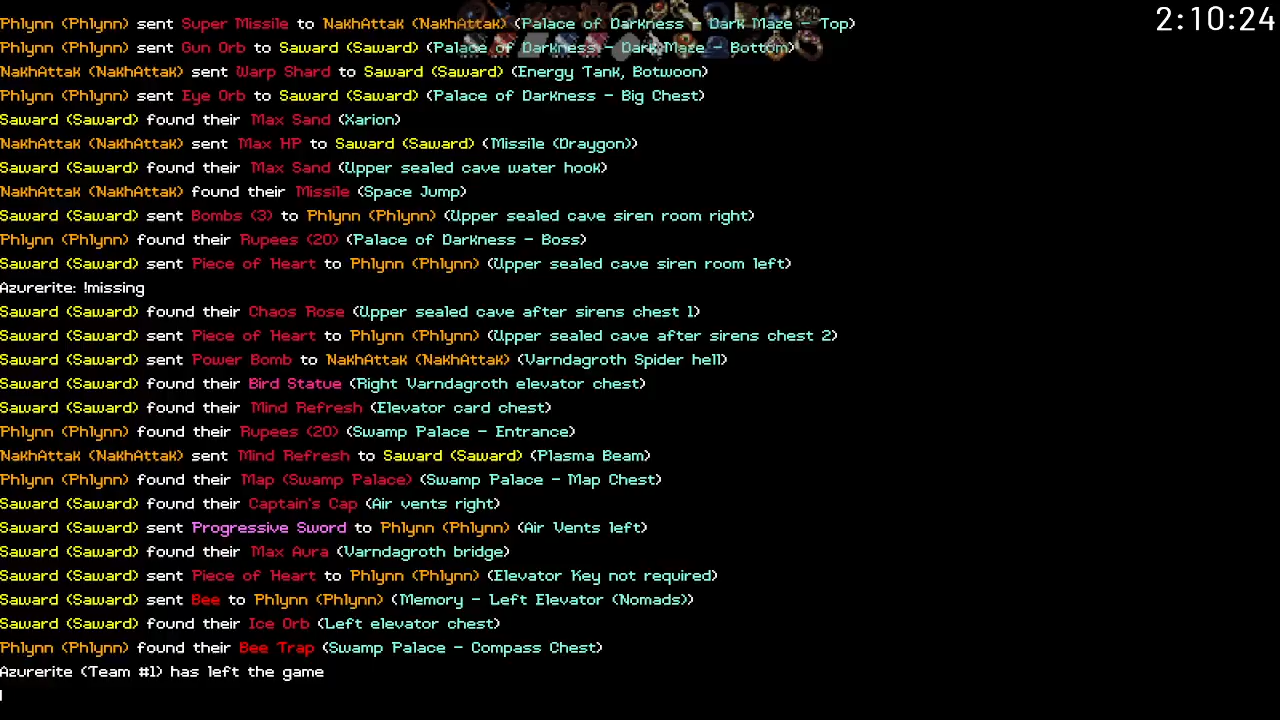 Phlynn (Phlynn) sent Super Missile to NakhAttak (NakhAttak) (Palace of Darkness - Dark Maze - Top)
2:10:24
Phlynn (Phlynn) sent Gun Orb to Saward (Saward) (Palace of Darkness - Dark Maze - Bottom)
NakhAttak (NakhAttak) sent Warp Shard to Saward (Saward) (Energy Tank, Botwoon)
Phlynn (Phlynn) sent Eye Orb to Saward (Saward) (Palace of Darkness - Big Chest)
Saward (Saward) found their Max Sand (Xarion)
NakhAttak (NakhAttak) sent Max HP to Saward (Saward) (Missile (Draygon))
Saward (Saward) found their Max Sand (Upper sealed cave water hook)
NakhAttak (NakhAttak) found their Missile (Space Jump)
Saward (Saward) sent Bombs (3) to Phlynn (Phlynn) (Upper sealed cave siren room right)
Phlynn (Phlynn) found their Rupees (20) (Palace of Darkness - Boss)
Saward (Saward) sent Piece of Heart to Phlynn (Phlynn) (Upper sealed cave siren room left)
Azurerite: !missing
Saward (Saward) found their Chaos Rose (Upper sealed cave after sirens chest 1)
Saward (Saward) sent Piece of Heart to Phlynn (Phlynn) (Upper sealed cave after sirens chest 2)
Saward (Saward) sent Power Bomb to NakhAttak (NakhAttak) (Varndagroth Spider hell)
Saward (Saward) found their Bird Statue (Right Varndagroth elevator chest)
Saward (Saward) found their Mind Refresh (Elevator card chest)
Phlynn (Phlynn) found their Rupees (20) (Swamp Palace - Entrance)
NakhAttak (NakhAttak) sent Mind Refresh to Saward (Saward) (Plasma Beam)
Phlynn (Phlynn) found their Map (Swamp Palace) (Swamp Palace - Map Chest)
Saward (Saward) found their Captain's Cap (Air vents right)
Saward (Saward) sent Progressive Sword to Phlynn (Phlynn) (Air Vents left)
Saward (Saward) found their Max Aura (Varndagroth bridge)
Saward (Saward) sent Piece of Heart to Phlynn (Phlynn) (Elevator Key not required)
Saward (Saward) sent Bee to Phlynn (Phlynn) (Memory - Left Elevator (Nomads))
Saward (Saward) found their Ice Orb (Left elevator chest)
Phlynn (Phlynn) found their Bee Trap (Swamp Palace - Compass Chest)
Azurerite (Team #1) has left the game